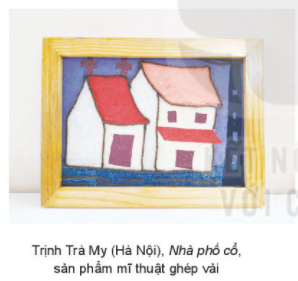 Trịnh Trà My (Hà Nội), Nhà phố cổ,
sản phẩm mĩ thuật ghép vải